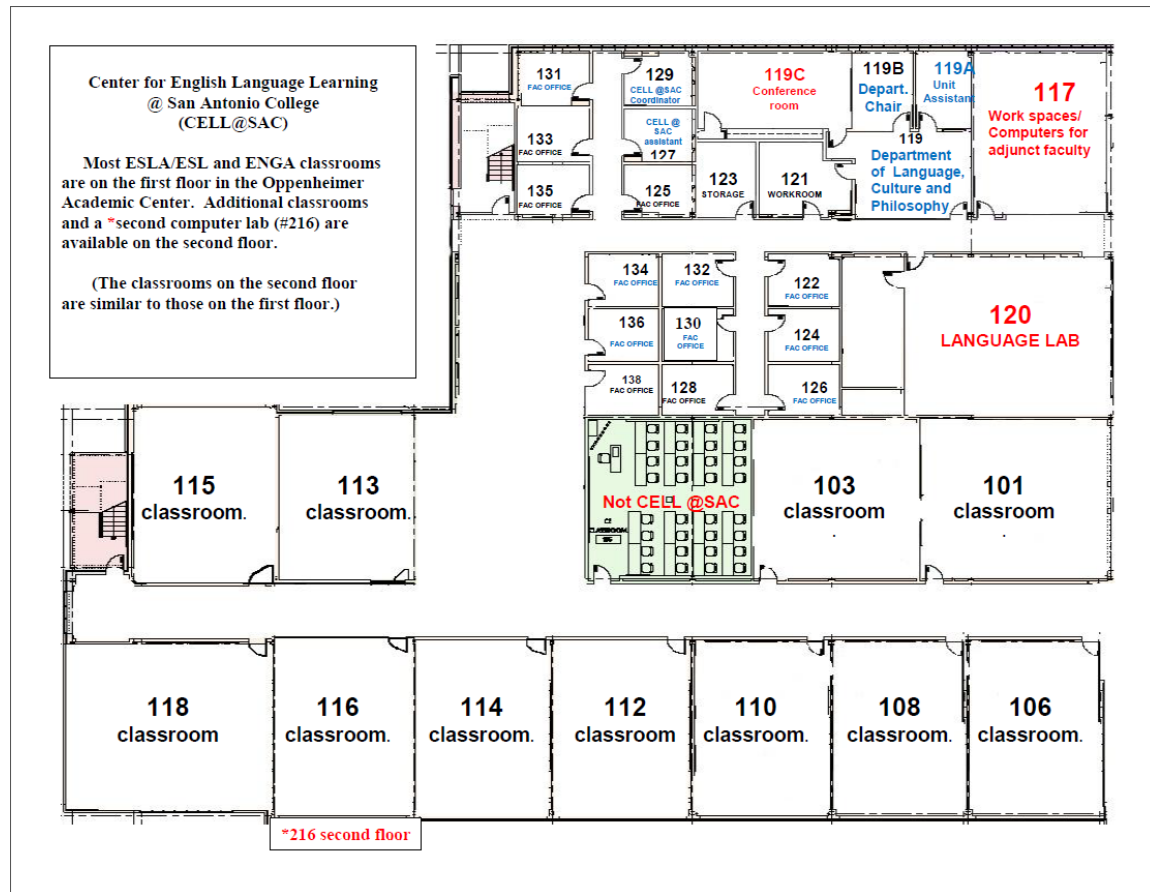 Center for English Language Learning
@ San Antonio College
(CELL@SAC)
Most ESLA/ESL and ENGA classrooms
are on the first floor in the Oppenheimer
Academic Center. Additional classrooms
and a *second computer lab (#216) are
available on the second floor.
(The classrooms on the second floor
are similar to those on the first floor.)
131
FAC OFFICE
133
FAC OFFICE
135
FAC OFFICE
129
CELL @SAC
Coordinator
CELL @
SAC
assistant
127
125
FAC OFFICE
119C
Conference
room
119B
Depart.
Chair
119A
Unit
Assistant
117
Work spaces/
Computers for
adjunct faculty
123
STORAGE
121
WORKROOM
119
Department
of Language,
Culture and
Philosophy
134
FAC OFFICE
132
FAC OFFICE
122
FAC OFFICE
136
FAC OFFICE
130
FAC
OFFICE
124
FAC OFFICE
138
FAC OFFICE
128
FAC OFFICE
126
FAC OFFICE
120
LANGUAGE LAB
115
classroom.
113
classroom.
Not CELL @SAC
CLASSROOM
103
classroom
101
classroom
118
classroom
116
classroom.
114
classroom.
112
classroom
110
classroom.
108
classroom.
106
classroom.
*216 second floor